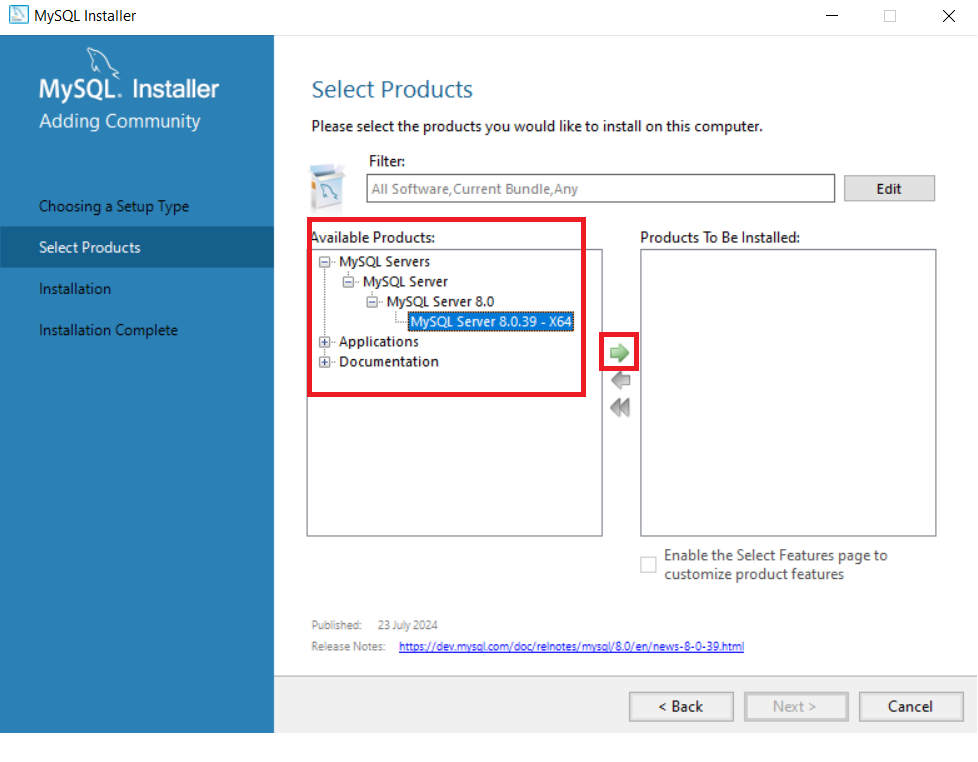 MySQL Installer
MySQL. Installer
Adding Community
Choosing a Setup Type
Select Products
Installation
Installation Complete
Select Products
Please select the products you would like to install on this computer.
Filter:
All Software,Current Bundle,Any
Edit
Available Products:
MySQL Servers
MySQL Server
MySQL Server 8.0
MySQL Server 8.0.39 - X64
Applications
Documentation
Products To Be Installed:
Enable the Select Features page to
customize product features
Published: 23 July 2024
Release Notes: https://dev.mysql.com/doc/relnotes/mysql/8.0/en/news-8-0-39.html
< Back
Next >
Cancel